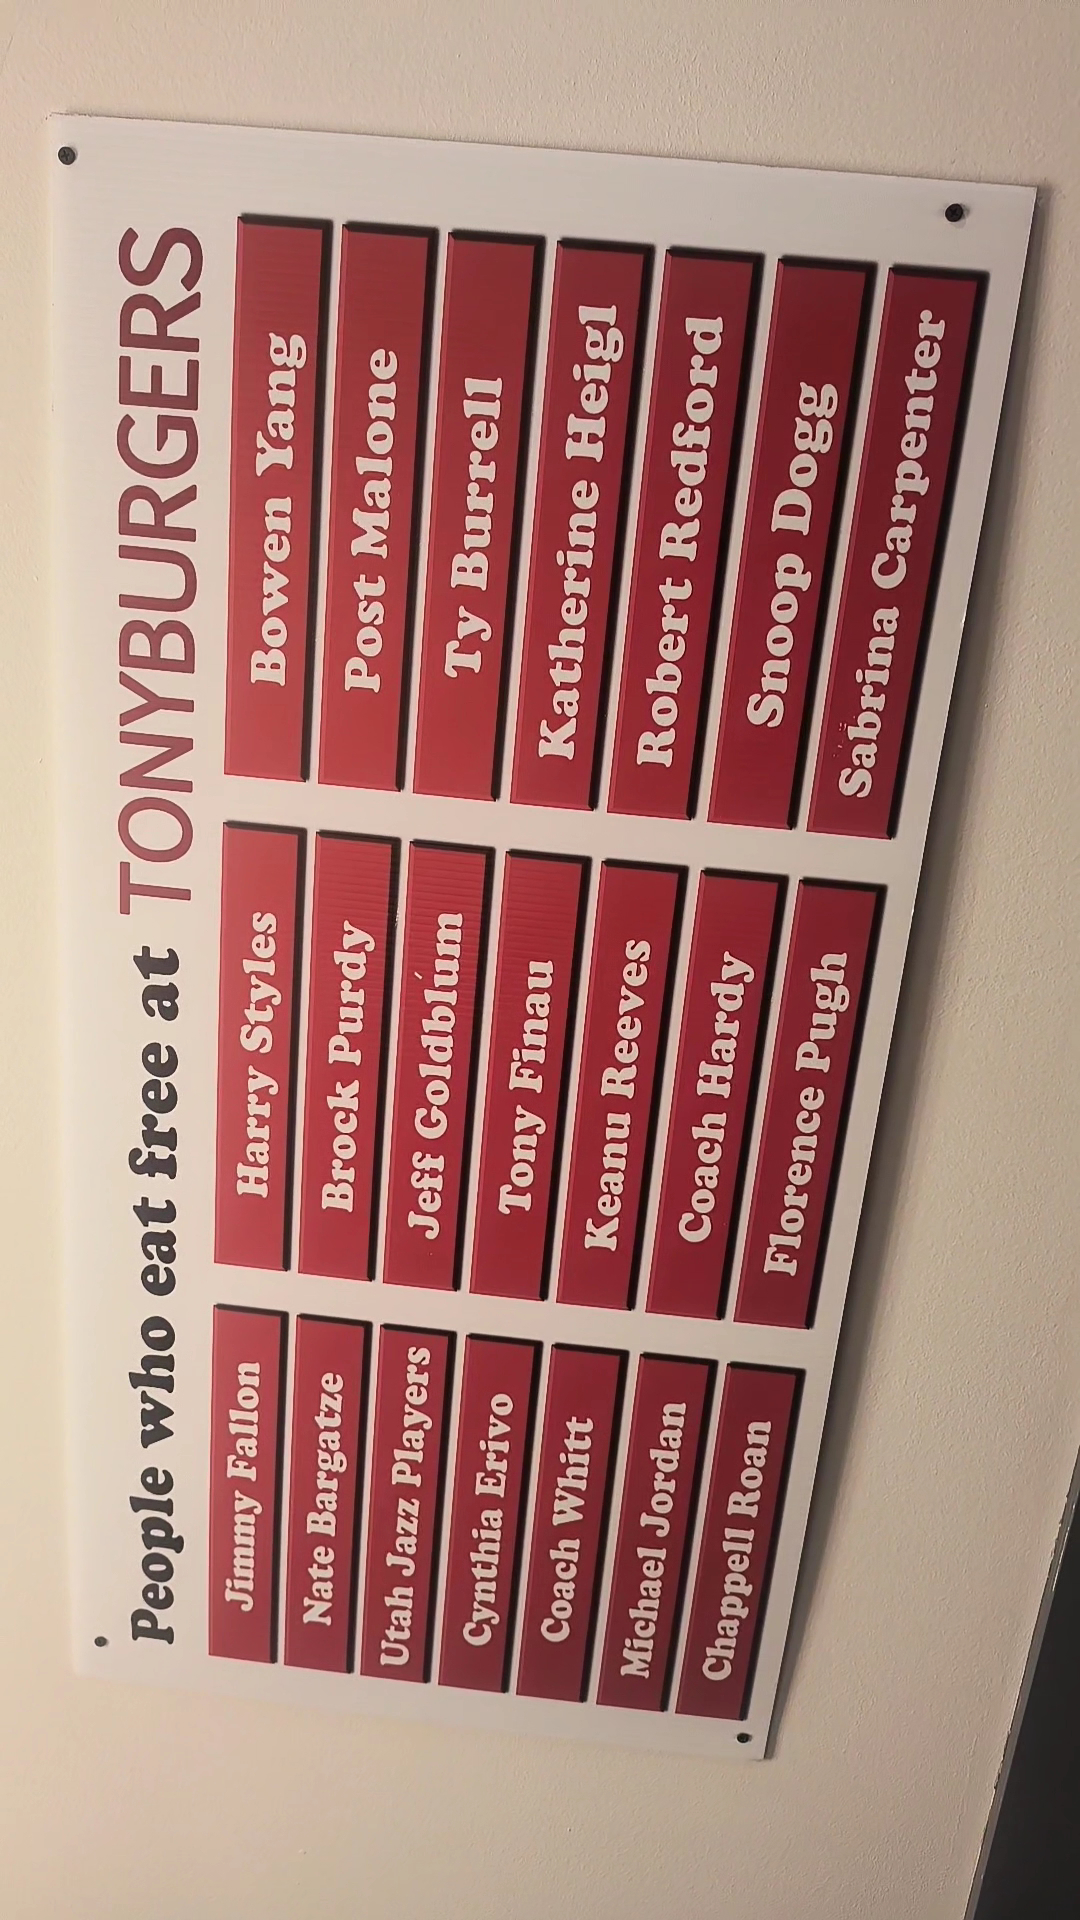 People who eat free at TONYBURGERS
Jimmy Fallon
Nate Bargatze
Utah Jazz Players
Cynthia Erivo
Coach Whitt
Michael Jordan
Chappell Roan
Harry Styles
Brock Purdy
Jeff Goldblum
Tony Finau
Keanu Reeves
Coach Hardy
Florence Pugh
Bowen Yang
Post Malone
Ty Burrell
Katherine Heigl
Robert Redford
Snoop Dogg
Sabrina Carpenter